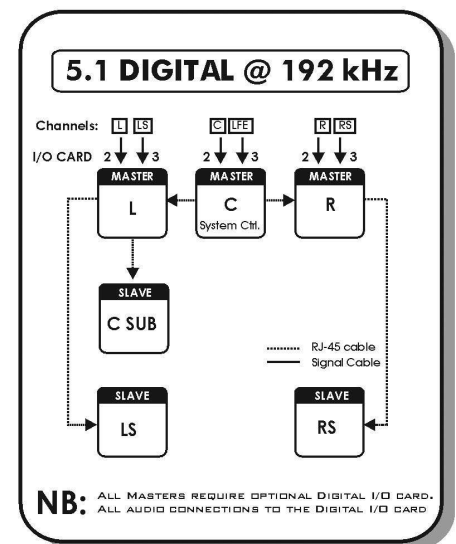 5.1 DIGITAL @ 192 kHz
Channels: L LS C LFE R RS
I/O CARD 2 3 2 3 2 3
MASTER MASTER MASTER
L C R
System Ctrl.
SLAVE
C SUB
RJ-45 cable
Signal Cable
SLAVE SLAVE
LS RS
NB: ALL MASTERS REQUIRE OPTIONAL DIGITAL I/O CARD.
ALL AUDIO CONNECTIONS TO THE DIGITAL I/O CARD